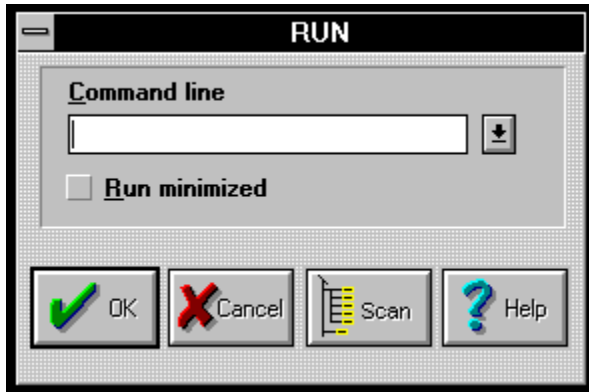 RUN
Command line
Run minimized
OK
Cancel
Scan
Help